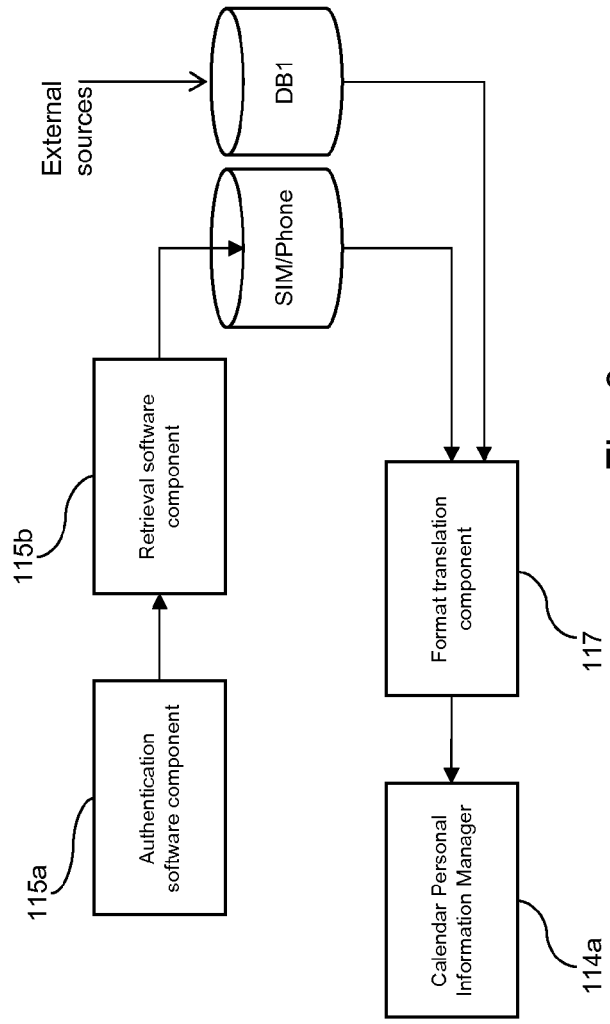 115a
Authentication
software component
115b
Retrieval software
component
External
sources
SIM/Phone
DB1
Calendar Personal
Information Manager
114a
Format translation
component
117